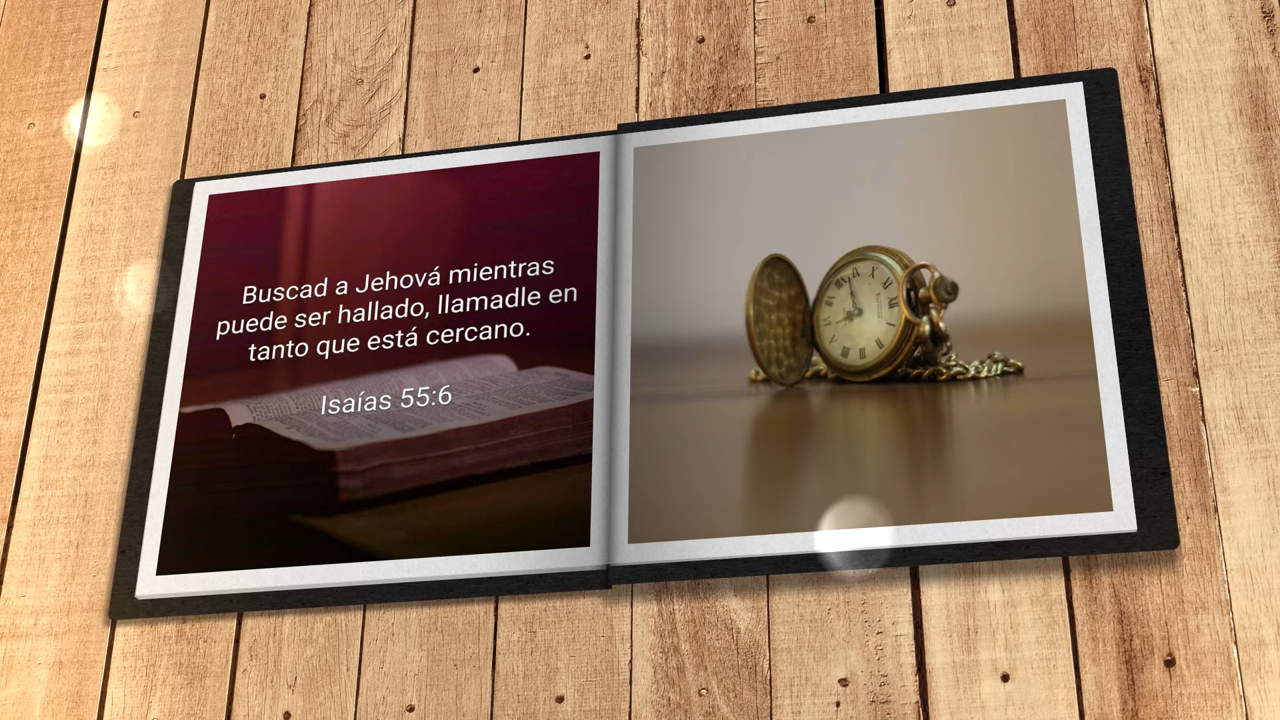 Buscad a Jehová mientras
puede ser hallado, llamadle en
tanto que está cercano.
Isaías 55:6